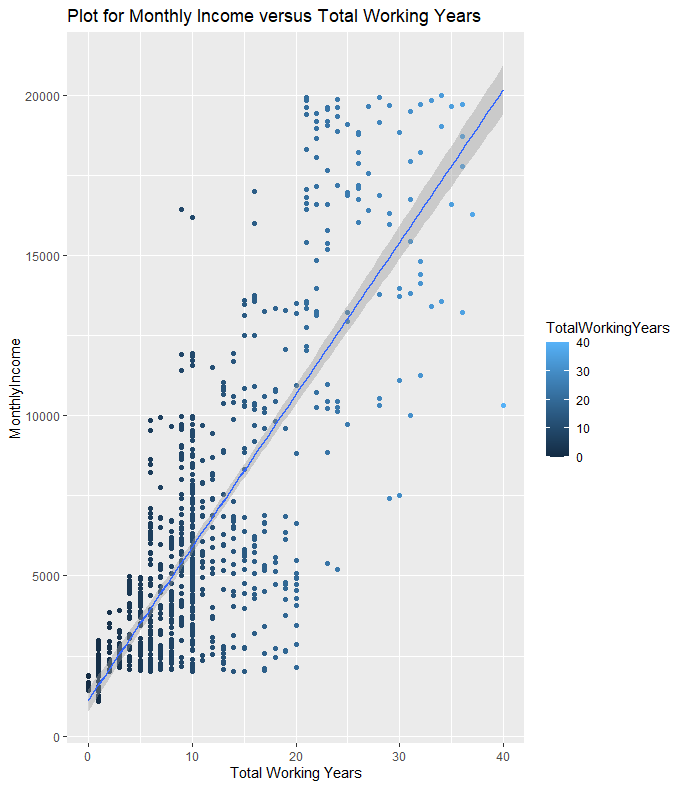 Plot for Monthly Income versus Total Working Years
MonthlyIncome
20000
15000
10000
5000
0
0 10 20 30 40
Total Working Years
TotalWorkingYears
40
30
20
10
0